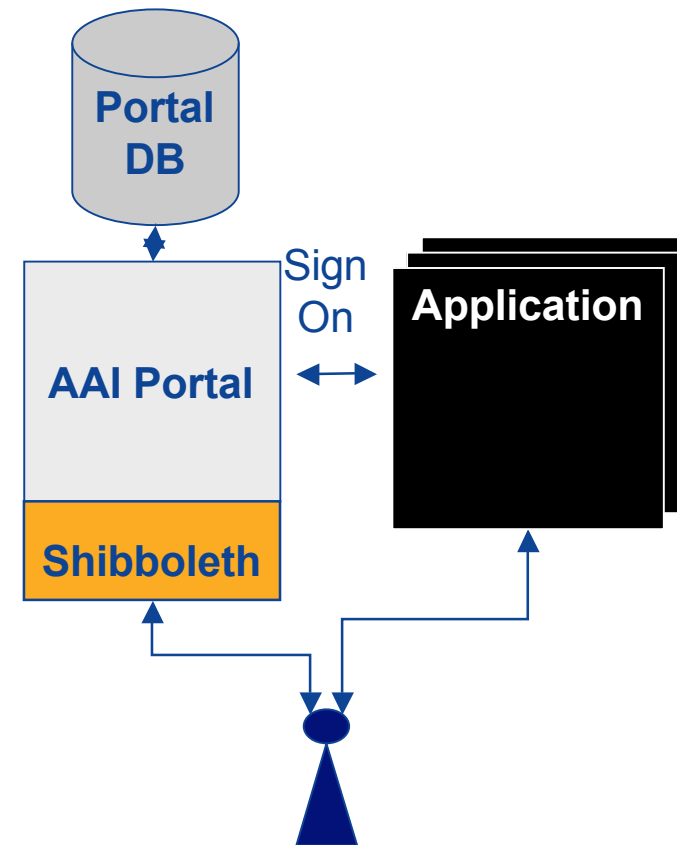 Portal
DB
Sign
On
Application
AAI Portal
Shibboleth